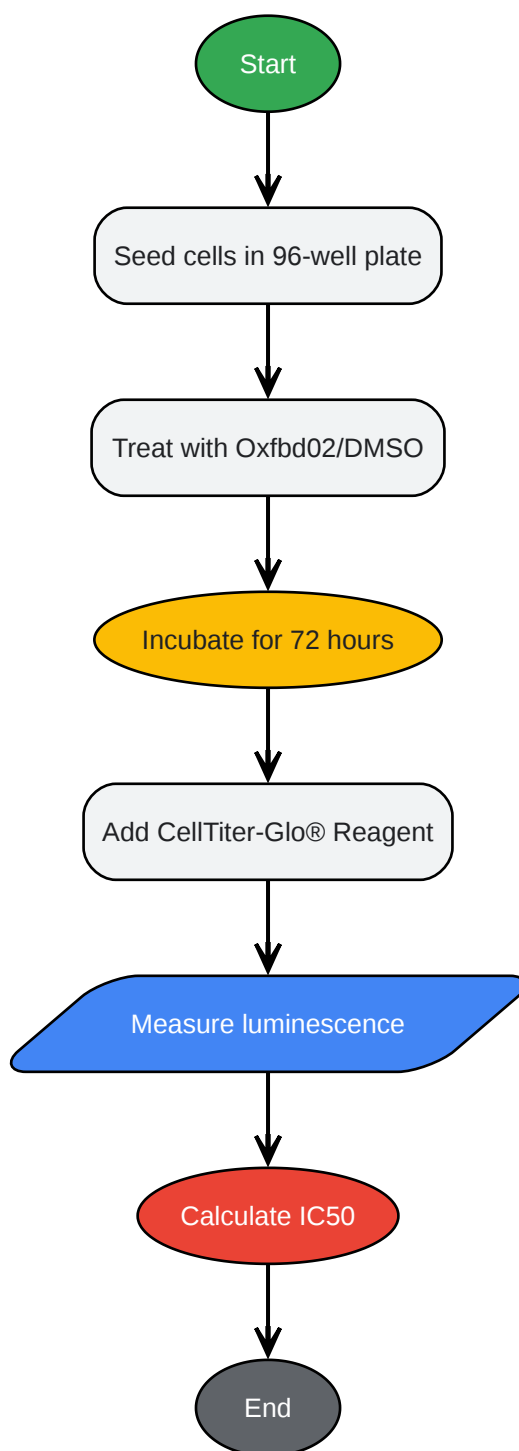 Start
Seed cells in 96-well plate
Treat with Oxfbd02/DMSO
Incubate for 72 hours
Add CellTiter-Glo® Reagent
Measure luminescence
Calculate IC50
End